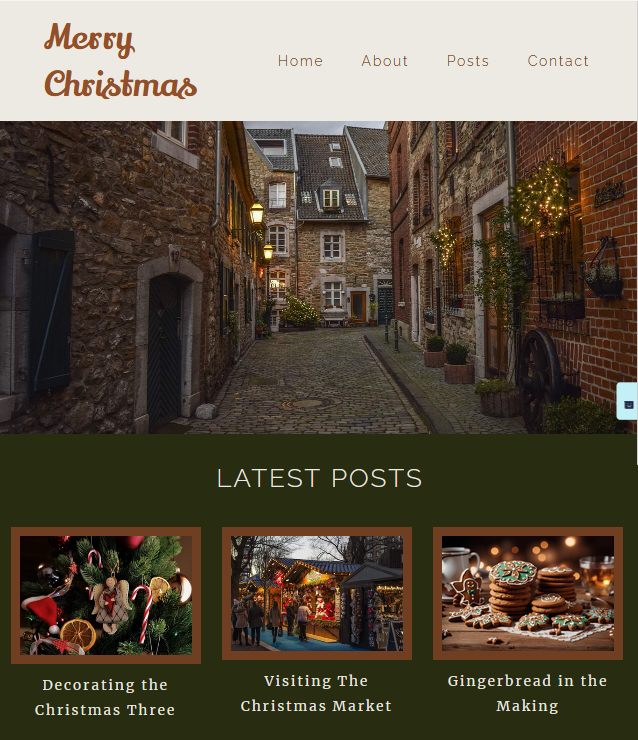 Merry
Christmas
Home About Posts Contact
LATEST POSTS
Decorating the
Christmas Three
Visiting The
Christmas Market
Gingerbread in the
Making